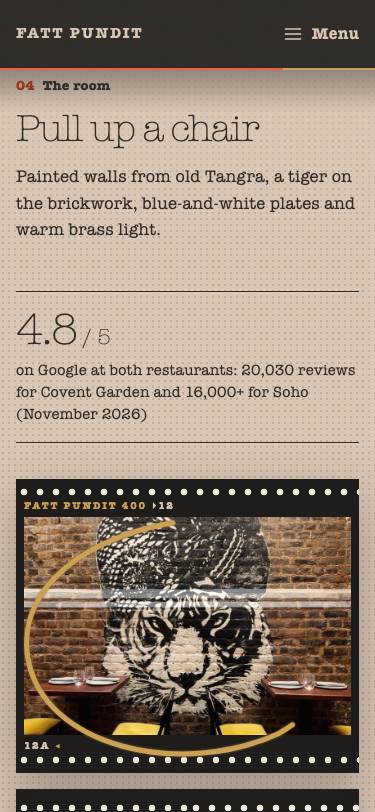 FATT PUNDIT
Menu
04 The room
Pull up a chair
Painted walls from old Tangra, a tiger on
the brickwork, blue-and-white plates and
warm brass light.
4.8 / 5
on Google at both restaurants: 20,030 reviews
for Covent Garden and 16,000+ for Soho
(November 2026)
FATT PUNDIT 400 12
12A